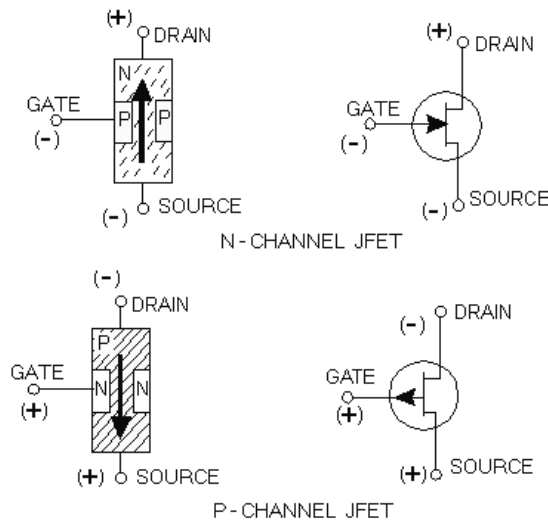 (+)
DRAIN
N
GATE
P P
(-)
(-)
SOURCE
(+)
DRAIN
GATE
(-)
(-)
SOURCE
N-CHANNEL JFET
(-)
DRAIN
P
GATE
N N
(+)
(+)
SOURCE
(-)
DRAIN
GATE
(+)
(+)
SOURCE
P-CHANNEL JFET